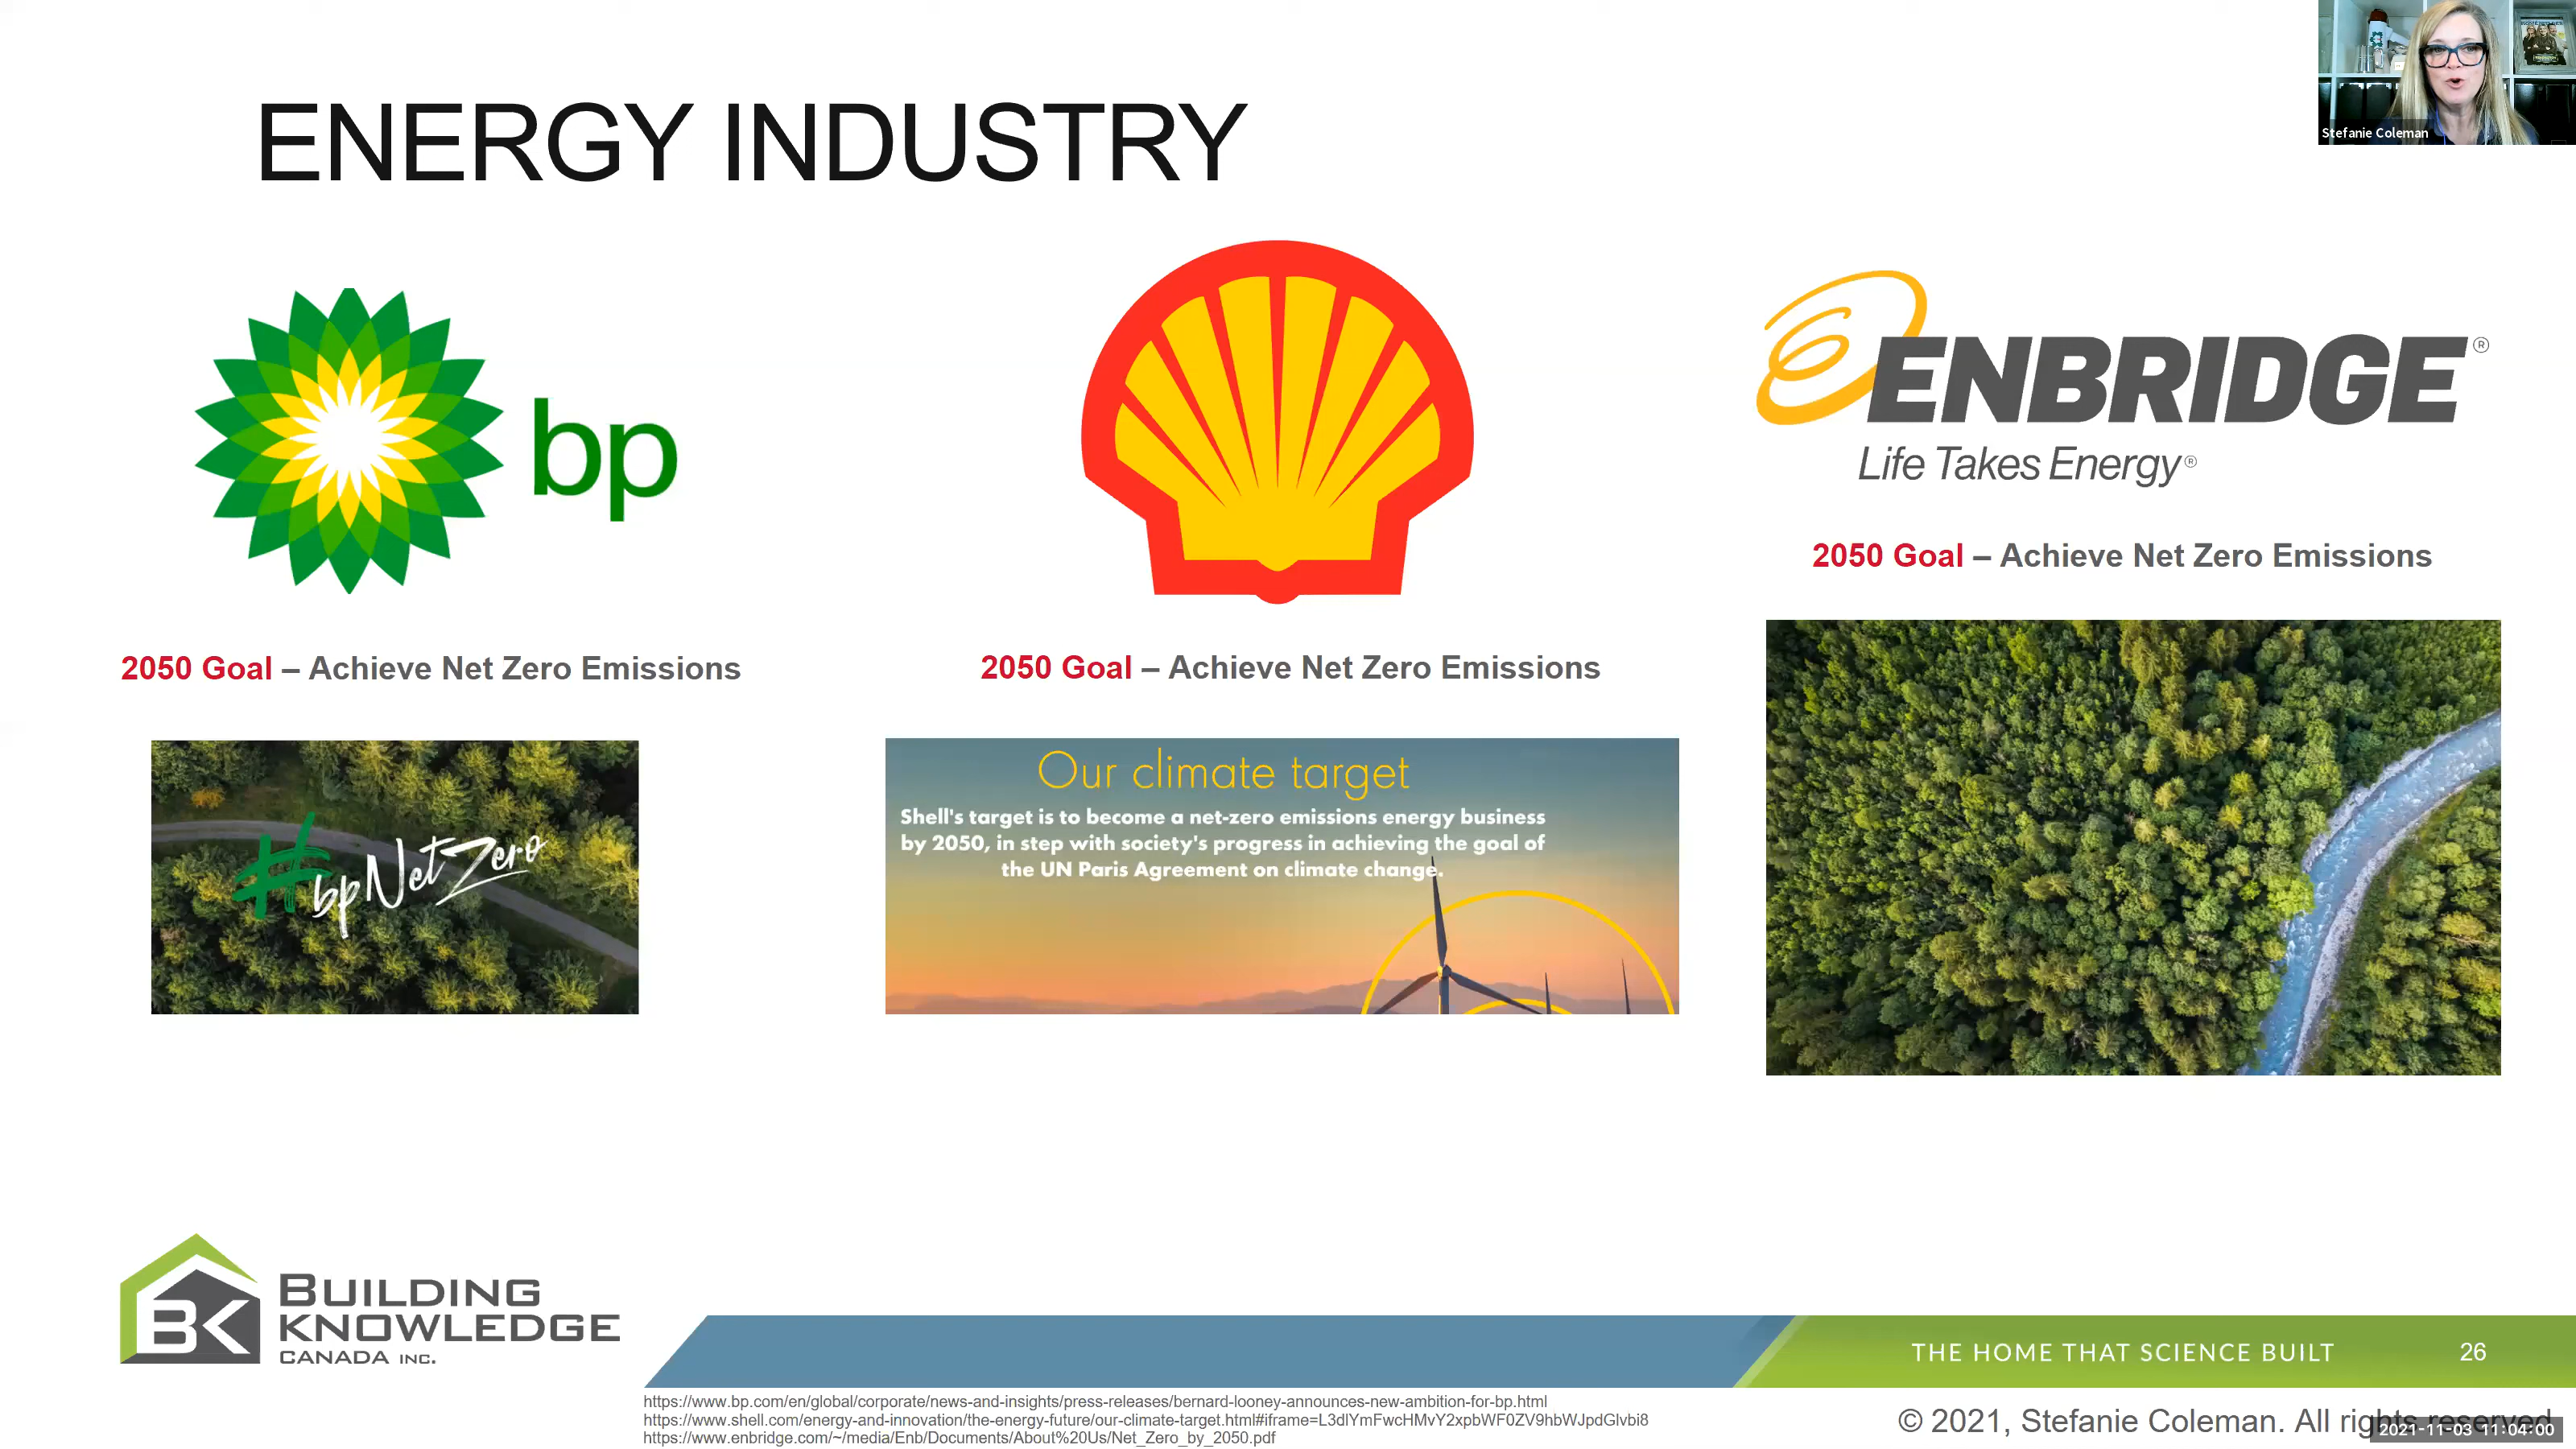 Stefanie Coleman
ENERGY INDUSTRY
bp
2050 Goal – Achieve Net Zero Emissions
#bpNetZero
2050 Goal – Achieve Net Zero Emissions
Our climate target
Shell's target is to become a net-zero emissions energy business
by 2050, in step with society's progress in achieving the goal of
the UN Paris Agreement on climate change.
ENBRIDGE®
Life Takes Energy®
2050 Goal – Achieve Net Zero Emissions
BK
BUILDING
KNOWLEDGE
CANADA INC.
THE HOME THAT SCIENCE BUILT
26
https://www.bp.com/en/global/corporate/news-and-insights/press-releases/bernard-looney-announces-new-ambition-for-bp.html
https://www.shell.com/energy-and-innovation/the-energy-future/our-climate-target.html#iframe=L3dlYmFwcHMvY2xpbWF0ZV9hbWJpdGlvbi8
https://www.enbridge.com/~/media/Enb/Documents/About%20Us/Net_Zero_by_2050.pdf
© 2021, Stefanie Coleman. All rights reserved
2021-11-03 11:04:00